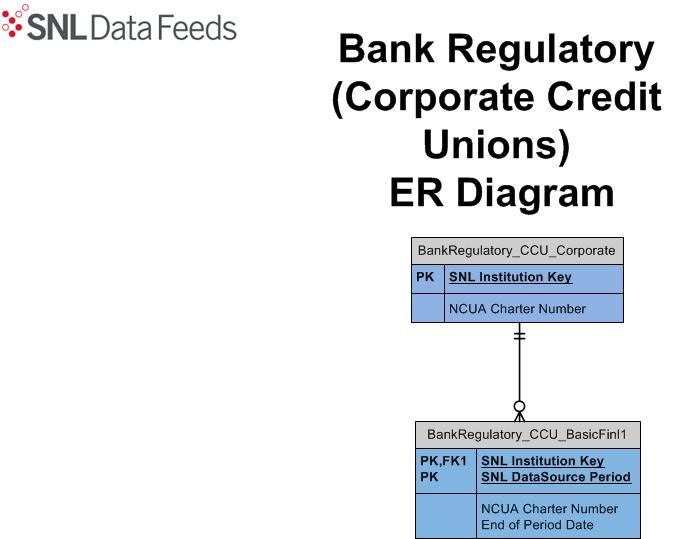 SNL Data Feeds
Bank Regulatory
(Corporate Credit
Unions)
ER Diagram
BankRegulatory_CCU_Corporate
PK SNL Institution Key
NCUA Charter Number
BankRegulatory_CCU_BasicFinl1
PK,FK1 SNL Institution Key
PK SNL DataSource Period
NCUA Charter Number
End of Period Date